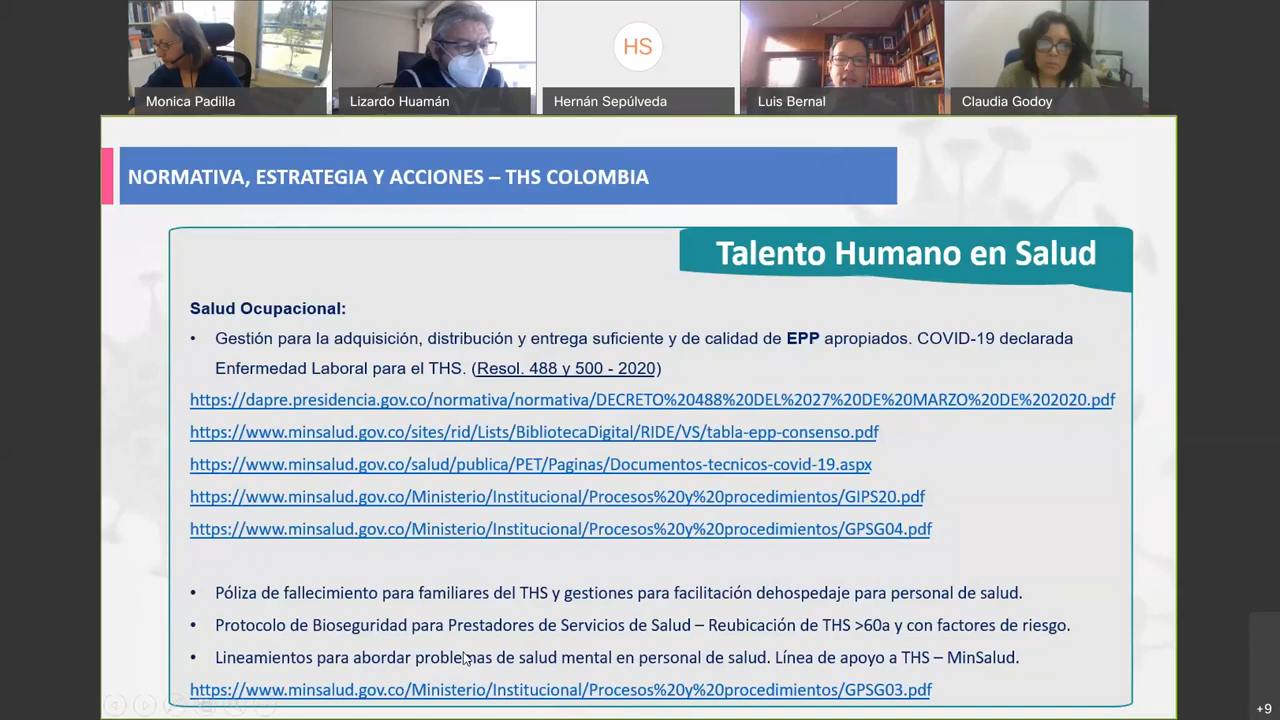 Monica Padilla
Lizardo Huamán
HS
Hernán Sepúlveda
Luis Bernal
Claudia Godoy
NORMATIVA, ESTRATEGIA Y ACCIONES – THS COLOMBIA
Talento Humano en Salud
Salud Ocupacional:
• Gestión para la adquisición, distribución y entrega suficiente y de calidad de EPP apropiados. COVID-19 declarada
Enfermedad Laboral para el THS. (Resol. 488 y 500 - 2020)
https://dapre.presidencia.gov.co/normativa/normativa/DECRETO%20488%20DEL%2027%20DE%20MARZO%20DE%202020.pdf
https://www.minsalud.gov.co/sites/rid/Lists/BibliotecaDigital/RIDE/VS/tabla-epp-consenso.pdf
https://www.minsalud.gov.co/salud/publica/PET/Paginas/Documentos-tecnicos-covid-19.aspx
https://www.minsalud.gov.co/Ministerio/Institucional/Procesos%20y%20procedimientos/GIPS20.pdf
https://www.minsalud.gov.co/Ministerio/Institucional/Procesos%20y%20procedimientos/GPSG04.pdf
• Póliza de fallecimiento para familiares del THS y gestiones para facilitación dehospedaje para personal de salud.
• Protocolo de Bioseguridad para Prestadores de Servicios de Salud – Reubicación de THS >60a y con factores de riesgo.
• Lineamientos para abordar problemas de salud mental en personal de salud. Línea de apoyo a THS – MinSalud.
https://www.minsalud.gov.co/Ministerio/Institucional/Procesos%20y%20procedimientos/GPSG03.pdf
+9